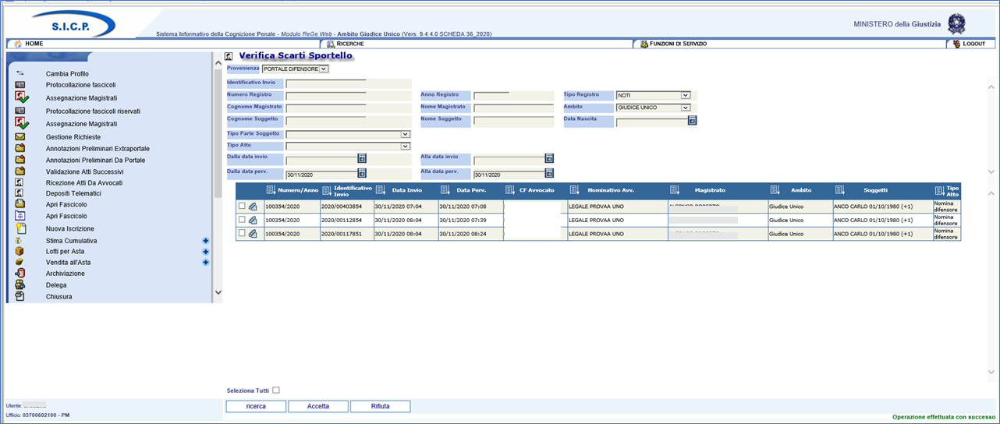 S.I.C.P.
Sistema Informativo della Cognizione Penale - Modulo ReGe Web - Ambito Giudice Unico (Vers. 9.4.4.0 SCHEDA 36_2020)
MINISTERO della Giustizia
HOME
RICERCHE
FUNZIONI DI SERVIZIO
LOGOUT
Cambia Profilo
Protocollazione fascicoli
Assegnazione Magistrati
Protocollazione fascicoli riservati
Assegnazione Magistrati
Gestione Richieste
Annotazioni Preliminari Extraportale
Annotazioni Preliminari Da Portale
Validazione Atti Successivi
Ricezione Atti Da Avvocati
Depositi Telematici
Apri Fascicolo
Apri Fascicolo
Nuova Iscrizione
Stima Cumulativa
Lotti per Asta
Vendita all'Asta
Archiviazione
Delega
Chiusura
Verifica Scarti Sportello
Provenienza PORTALE DIFENSORE
Identificativo Invio
Numero Registro Anno Registro Tipo Registro NOTI
Cognome Magistrato Nome Magistrato Ambito GIUDICE UNICO
Cognome Soggetto Nome Soggetto Data Nascita
Tipo Parte Soggetto
Tipo Atto
Dalla data invio Alla data invio
Dalla data perv. 30/11/2020 Alla data perv. 30/11/2020
Numero/Anno Identificativo Invio Data Invio Data Perv. CF Avvocato Nominativo Avv. Magistrato Ambito Soggetti Tipo Atto
100354/2020 2020/00403854 30/11/2020 07:04 30/11/2020 07:08 LEGALE PROVAA UNO Giudice Unico ANCO CARLO 01/10/1980 (+1) Nomina difensore
100354/2020 2020/00112854 30/11/2020 08:04 30/11/2020 07:39 LEGALE PROVAA UNO Giudice Unico ANCO CARLO 01/10/1980 (+1) Nomina difensore
100354/2020 2020/00117851 30/11/2020 08:04 30/11/2020 08:24 LEGALE PROVAA UNO Giudice Unico ANCO CARLO 01/10/1980 (+1) Nomina difensore
Seleziona Tutti
ricerca Accetta Rifiuta
Utente:
Ufficio: 03700602100 - PM
Operazione effettuata con successo